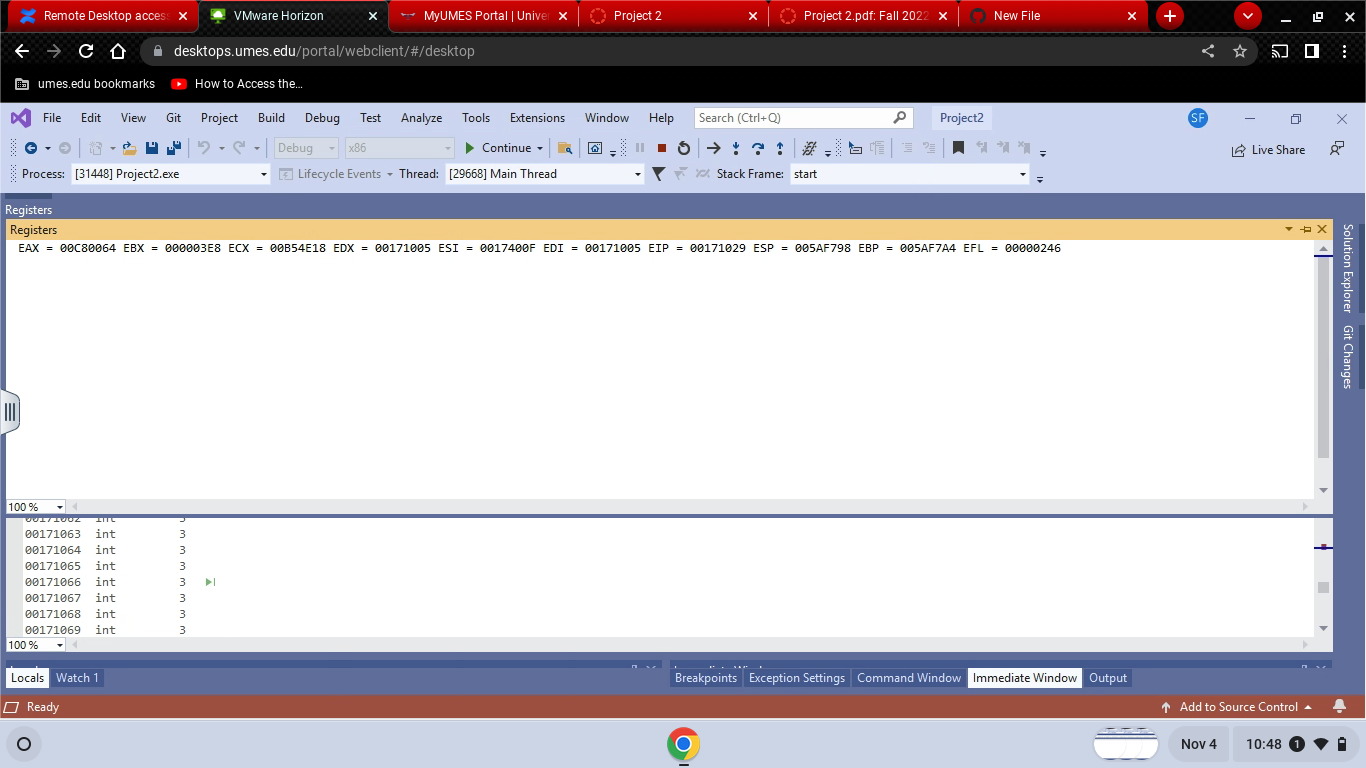 Remote Desktop acces
VMware Horizon
MyUMES Portal | Univer
Project 2
Project 2.pdf: Fall 2022
New File
desktops.umes.edu/portal/webclient/#/desktop
umes.edu bookmarks
How to Access the...
File Edit View Git Project Build Debug Test Analyze Tools Extensions Window Help Search (Ctrl+Q) Project2 SF
Debug x86 Continue Live Share
Process: [31448] Project2.exe Lifecycle Events Thread: [29668] Main Thread Stack Frame: start
Registers
Registers
EAX = 00C80064 EBX = 000003E8 ECX = 00B54E18 EDX = 00171005 ESI = 0017400F EDI = 00171005 EIP = 00171029 ESP = 005AF798 EBP = 005AF7A4 EFL = 00000246
Solution Explorer
Git Changes
100 %
00171062 int 3
00171063 int 3
00171064 int 3
00171065 int 3
00171066 int 3
00171067 int 3
00171068 int 3
00171069 int 3
100 %
Locals Watch 1
Breakpoints Exception Settings Command Window Immediate Window Output
Ready
Add to Source Control
Nov 4
10:48 1